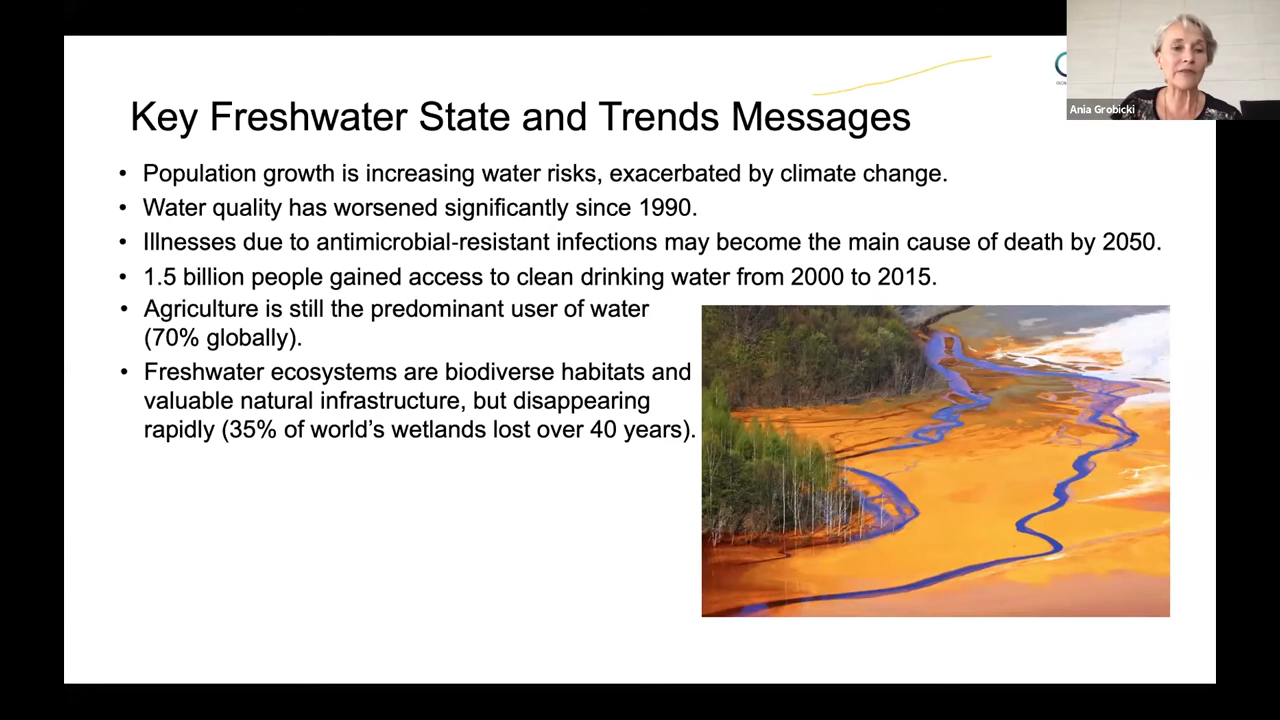 Key Freshwater State and Trends Messages
• Population growth is increasing water risks, exacerbated by climate change.
• Water quality has worsened significantly since 1990.
• Illnesses due to antimicrobial-resistant infections may become the main cause of death by 2050.
• 1.5 billion people gained access to clean drinking water from 2000 to 2015.
• Agriculture is still the predominant user of water
(70% globally).
• Freshwater ecosystems are biodiverse habitats and
valuable natural infrastructure, but disappearing
rapidly (35% of world’s wetlands lost over 40 years).
Ania Grobicki